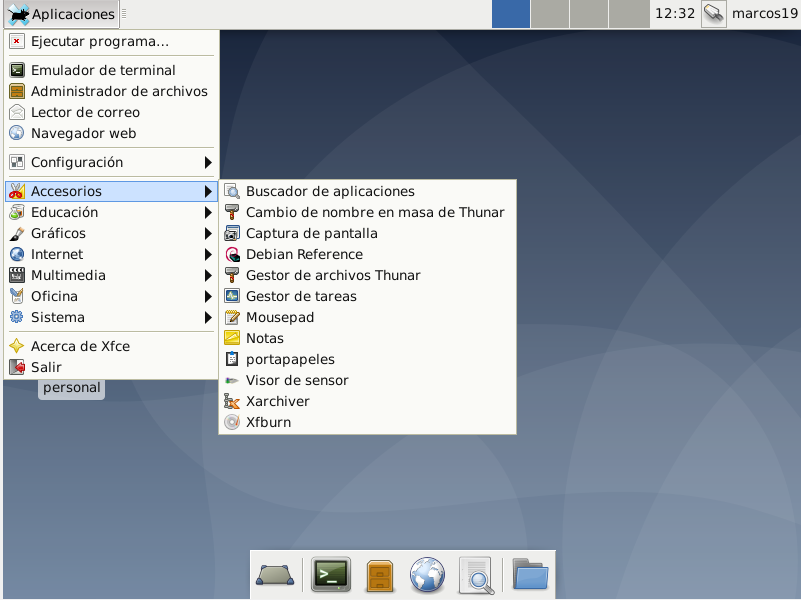 Aplicaciones
12:32
marcos19
Ejecutar programa...
Emulador de terminal
Administrador de archivos
Lector de correo
Navegador web
Configuración
Accesorios
Educación
Gráficos
Internet
Multimedia
Oficina
Sistema
Acerca de Xfce
Salir
personal
Buscador de aplicaciones
Cambio de nombre en masa de Thunar
Captura de pantalla
Debian Reference
Gestor de archivos Thunar
Gestor de tareas
Mousepad
Notas
portapapeles
Visor de sensor
Xarchiver
Xfburn